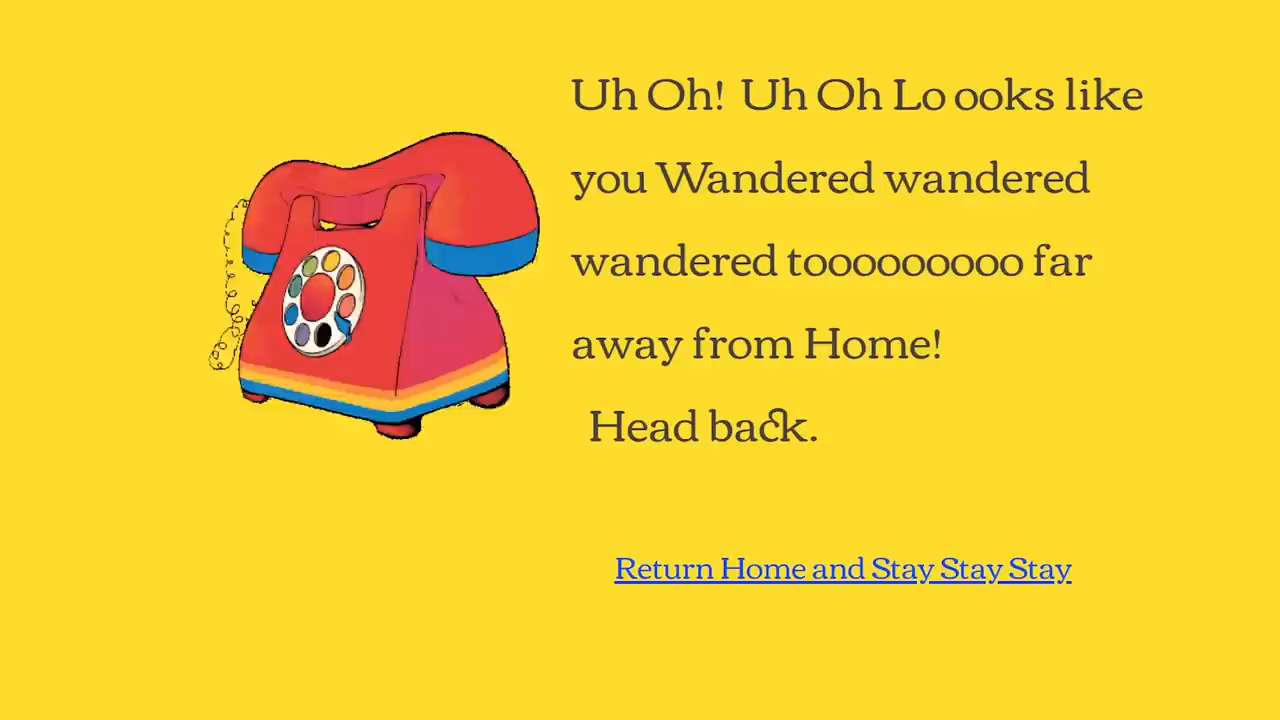 Uh Oh! Uh Oh Lo ooks like
you Wandered wandered
wandered tooooooooo far
away from Home!
Head back.
Return Home and Stay Stay Stay